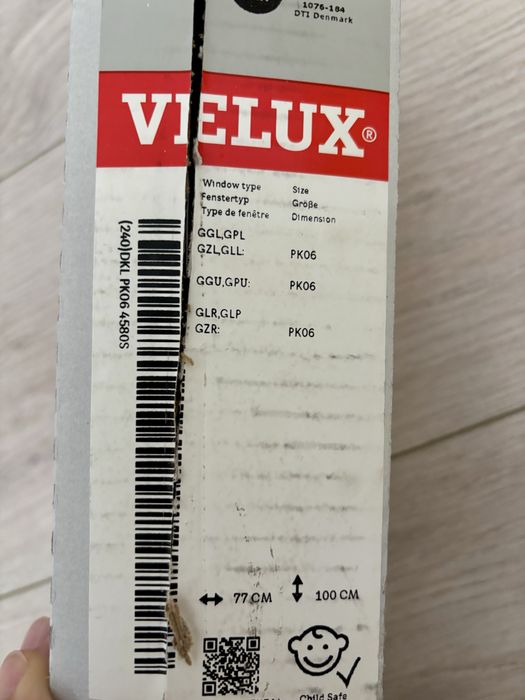 1076-184
DTI Denmark
VELUX®
Window type Size
Fenstertyp Größe
Type de fenêtre Dimension
GGL,GPL
GZL,GLL: PK06
GGU,GPU: PK06
GLR,GLP
GZR: PK06
(240)DKL PK06 4580S
77 CM 100 CM
Child Safe